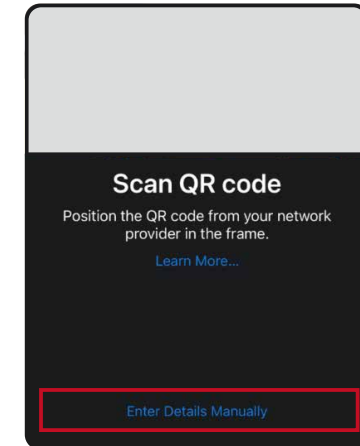 Scan QR code
Position the QR code from your network
provider in the frame.
Learn More...
Enter Details Manually